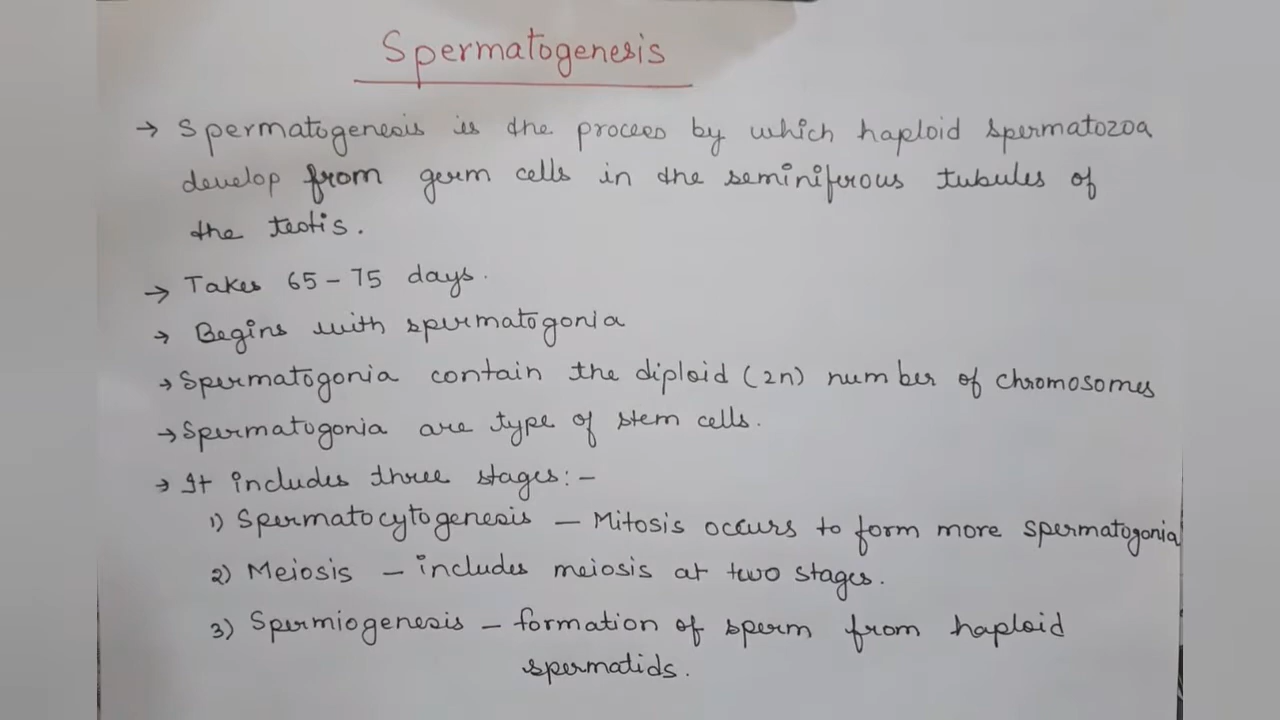 Spermatogenesis
→ Spermatogenesis is the process by which haploid spermatozoa
develop from germ cells in the seminiferous tubules of
the testis.
→ Takes 65-75 days.
→ Begins with spermatogonia
→ Spermatogonia contain the diploid (2n) number of chromosomes
→ Spermatogonia are type of stem cells.
→ It includes three stages:-
1) Spermatocytogenesis - Mitosis occurs to form more spermatogonia
2) Meiosis - includes meiosis at two stages.
3) Spermiogenesis - formation of sperm from haploid
spermatids.